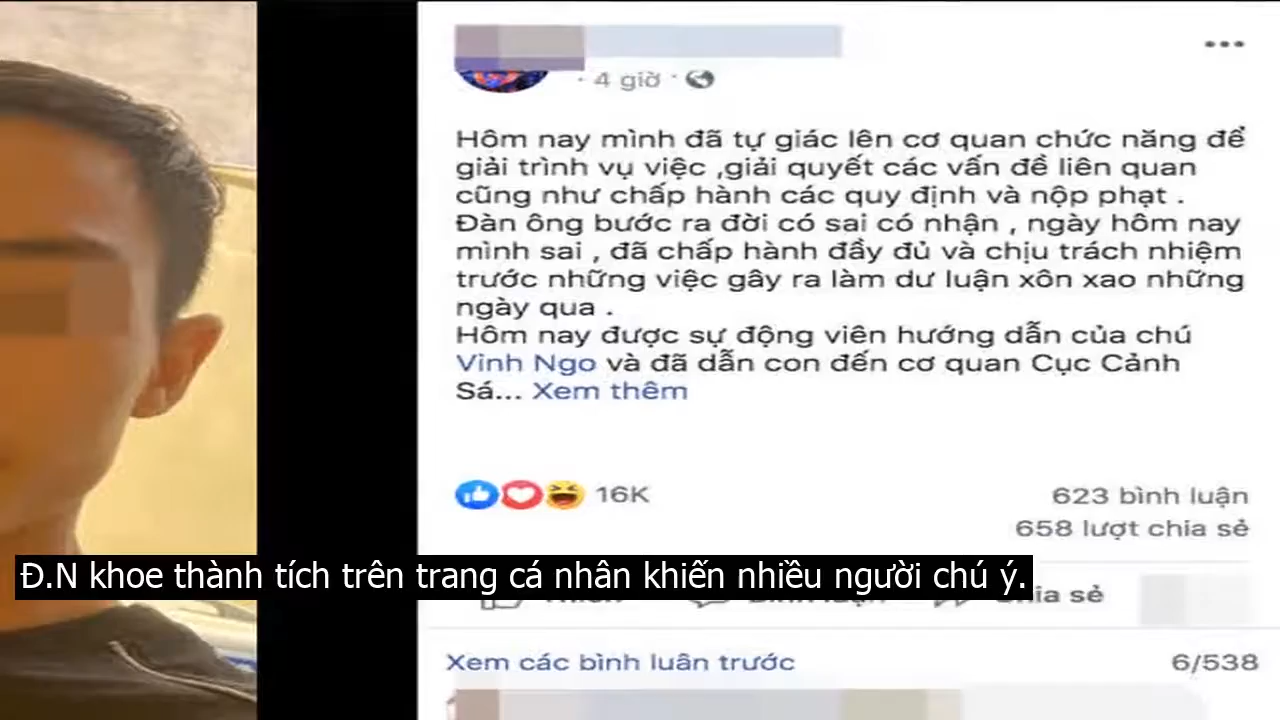 · 4 giờ ·
Hôm nay mình đã tự giác lên cơ quan chức năng để
giải trình vụ việc ,giải quyết các vấn đề liên quan
cũng như chấp hành các quy định và nộp phạt .
Đàn ông bước ra đời có sai có nhận , ngày hôm nay
mình sai , đã chấp hành đầy đủ và chịu trách nhiệm
trước những việc gây ra làm dư luận xôn xao những
ngày qua .
Hôm nay được sự động viên hướng dẫn của chú
Vinh Ngo và đã dẫn con đến cơ quan Cục Cảnh
Sá... Xem thêm
16K
623 bình luận
658 lượt chia sẻ
Đ.N khoe thành tích trên trang cá nhân khiến nhiều người chú ý.
chia sẻ
Xem các bình luân trước
6/538